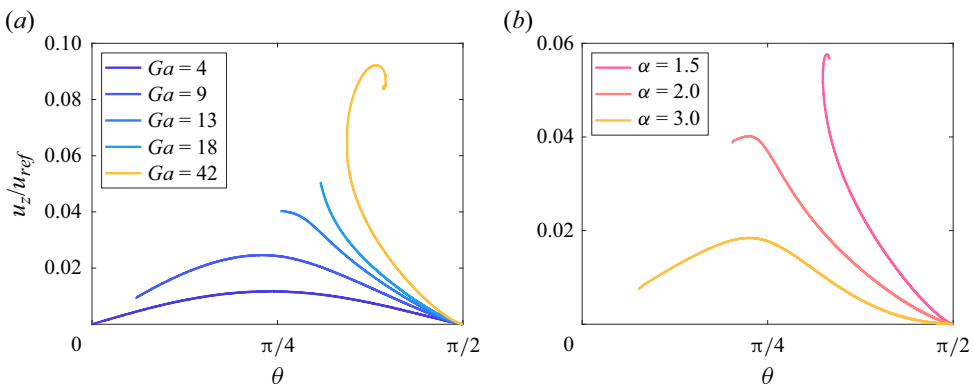 (a)
0.10
0.08
0.06
0.04
0.02
0
π/4
π/2
θ
u_z/u_ref
Ga = 4
Ga = 9
Ga = 13
Ga = 18
Ga = 42
(b)
0.06
0.04
0.02
0
π/4
π/2
θ
α = 1.5
α = 2.0
α = 3.0